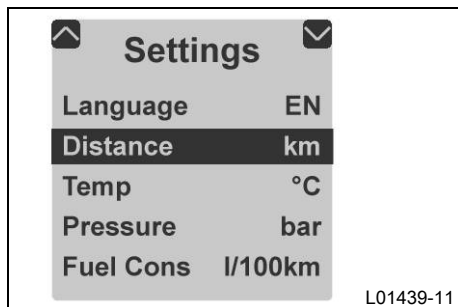 Settings
Language EN
Distance km
Temp °C
Pressure bar
Fuel Cons l/100km
L01439-11